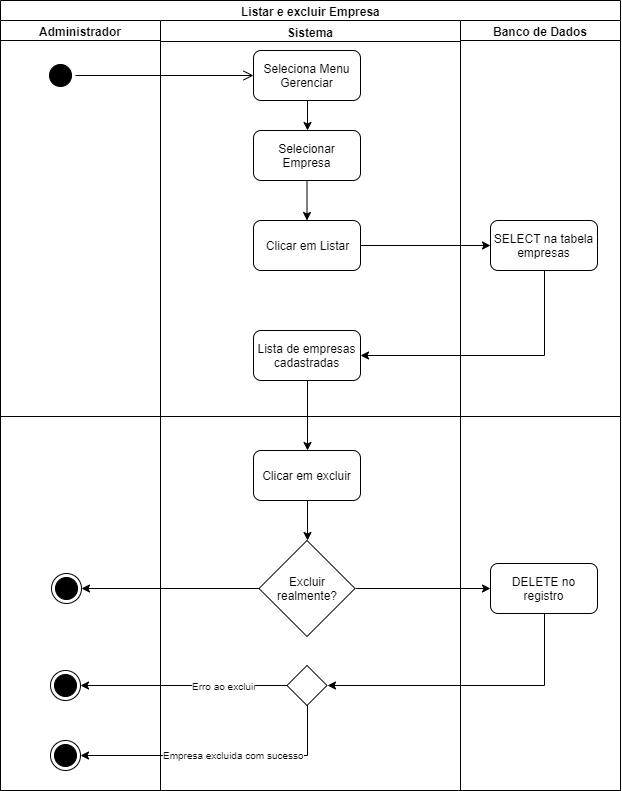 Listar e excluir Empresa
Administrador
Sistema
Banco de Dados
Seleciona Menu
Gerenciar
Selecionar
Empresa
Clicar em Listar
SELECT na tabela
empresas
Lista de empresas
cadastradas
Clicar em excluir
Excluir
realmente?
DELETE no
registro
Erro ao excluir
Empresa excluida com sucesso